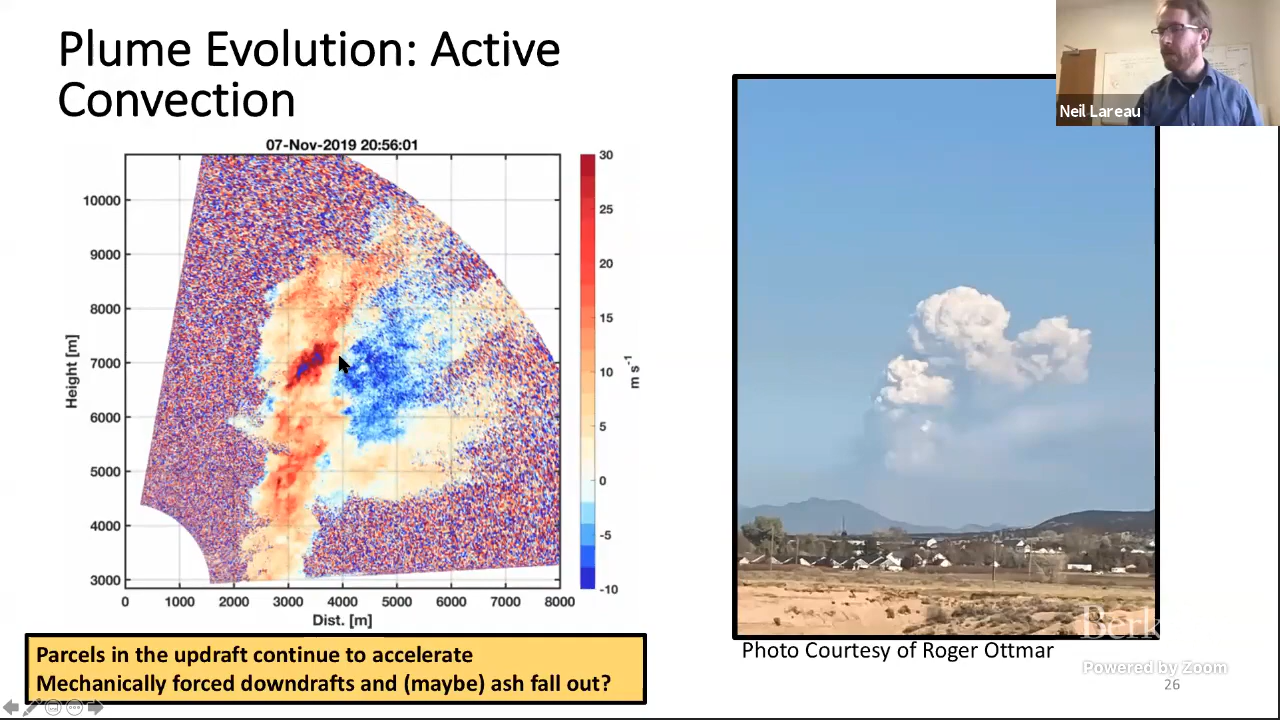 Plume Evolution: Active
Convection
Neil Lareau
07-Nov-2019 20:56:01
10000
9000
8000
7000
6000
5000
4000
3000
Height [m]
0 1000 2000 3000 4000 5000 6000 7000 8000
Dist. [m]
30
25
20
15
10
5
0
-5
-10
m s-1
Parcels in the updraft continue to accelerate
Mechanically forced downdrafts and (maybe) ash fall out?
Photo Courtesy of Roger Ottmar
Powered by Zoom
26